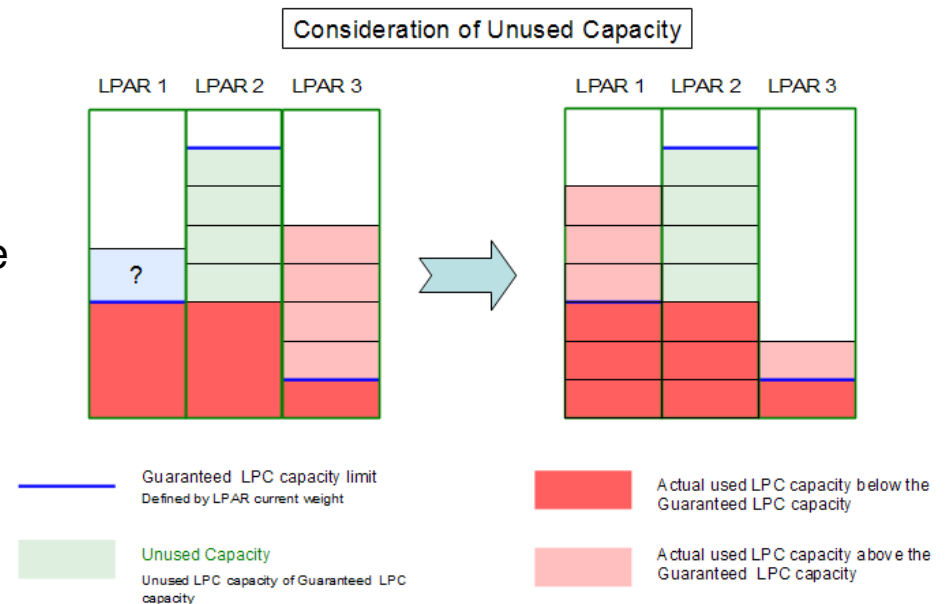 Consideration of Unused Capacity
LPAR 1 LPAR 2 LPAR 3
LPAR 1 LPAR 2 LPAR 3
e
?
Guaranteed LPC capacity limit
Defined by LPAR current weight
Unused Capacity
Unused LPC capacity of Guaranteed LPC
capacity
Actual used LPC capacity below the
Guaranteed LPC capacity
Actual used LPC capacity above the
Guaranteed LPC capacity